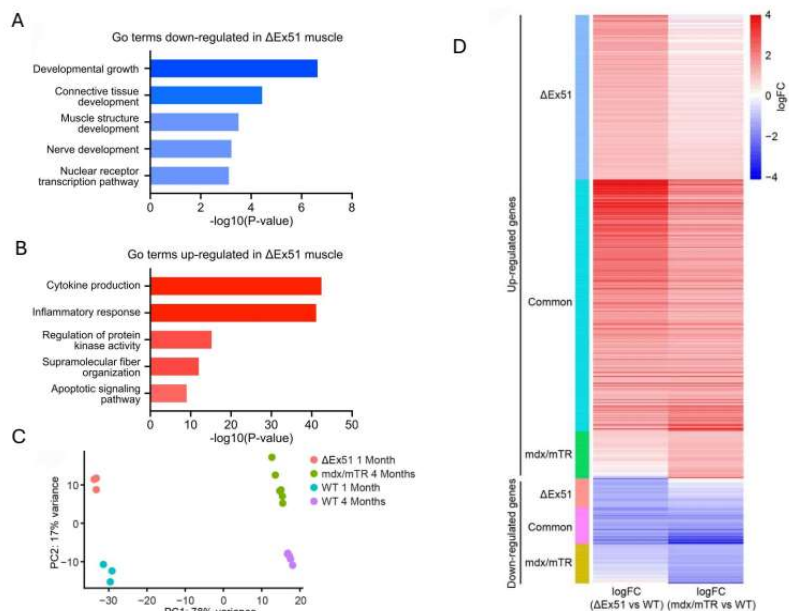 A
Go terms down-regulated in ΔEx51 muscle
Developmental growth
Connective tissue
development
Muscle structure
development
Nerve development
Nuclear receptor
transcription pathway
0 2 4 6 8
-log10(P-value)
B
Go terms up-regulated in ΔEx51 muscle
Cytokine production
Inflammatory response
Regulation of protein
kinase activity
Supramolecular fiber
organization
Apoptotic signaling
pathway
0 10 20 30 40 50
-log10(P-value)
C
PC2: 17% variance
10
0
−10
−30 −20 −10 0 10 20
PC1: 78% variance
ΔEx51 1 Month
mdx/mTR 4 Months
WT 1 Month
WT 4 Months
D
Up-regulated genes
ΔEx51
Common
mdx/mTR
Down-regulated genes
ΔEx51
Common
mdx/mTR
logFC
(ΔEx51 vs WT)
logFC
(mdx/mTR vs WT)
4
2
0
−2
−4
logFC